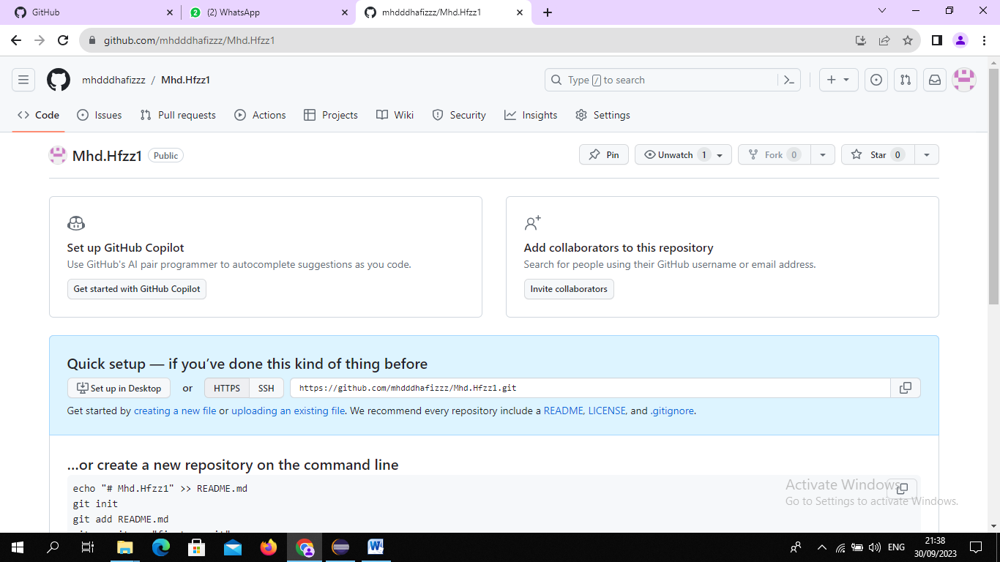 GitHub
(2) WhatsApp
mhdddhafizzz/Mhd.Hfzz1
github.com/mhdddhafizzz/Mhd.Hfzz1
mhdddhafizzz / Mhd.Hfzz1
Type / to search
Code
Issues
Pull requests
Actions
Projects
Wiki
Security
Insights
Settings
Mhd.Hfzz1 Public
Pin
Unwatch 1
Fork 0
Star 0
Set up GitHub Copilot
Use GitHub's AI pair programmer to autocomplete suggestions as you code.
Get started with GitHub Copilot
Add collaborators to this repository
Search for people using their GitHub username or email address.
Invite collaborators
Quick setup — if you’ve done this kind of thing before
Set up in Desktop or HTTPS SSH https://github.com/mhdddhafizzz/Mhd.Hfzz1.git
Get started by creating a new file or uploading an existing file. We recommend every repository include a README, LICENSE, and .gitignore.
…or create a new repository on the command line
echo "# Mhd.Hfzz1" >> README.md
git init
git add README.md
Activate Windows
Go to Settings to activate Windows.
ENG
21:38
30/09/2023